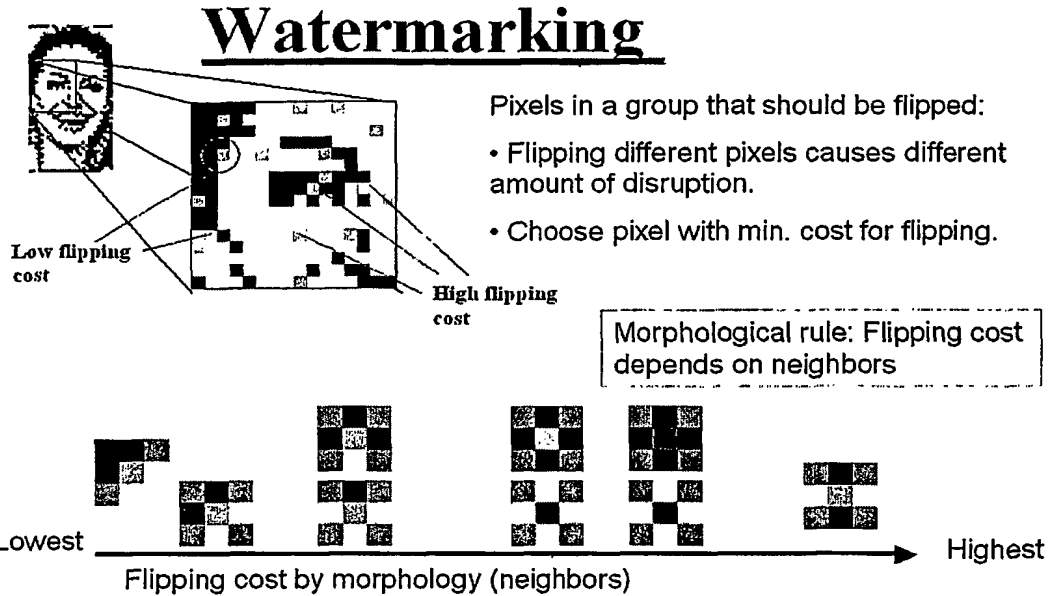 Watermarking
Pixels in a group that should be flipped:
• Flipping different pixels causes different
amount of disruption.
• Choose pixel with min. cost for flipping.
Low flipping
cost
High flipping
cost
Morphological rule: Flipping cost
depends on neighbors
Lowest
Highest
Flipping cost by morphology (neighbors)